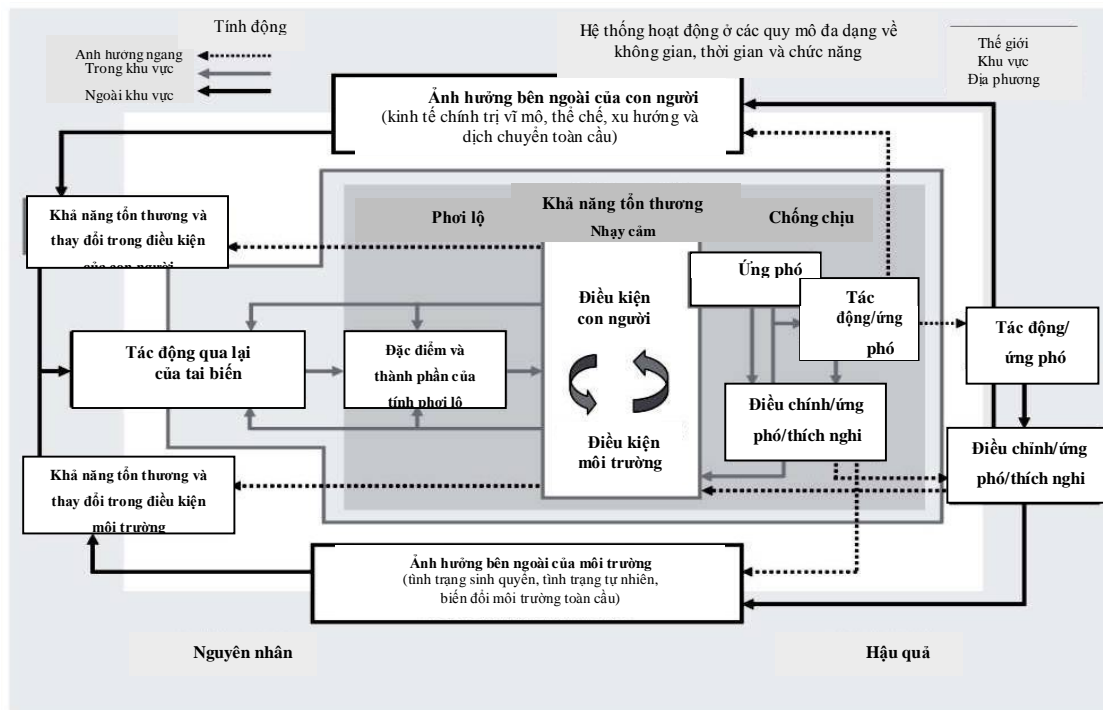 Tính động
Ảnh hưởng ngang
Trong khu vực
Ngoài khu vực
Hệ thống hoạt động ở các quy mô đa dạng về
không gian, thời gian và chức năng
Thế giới
Khu vực
Địa phương
Ảnh hưởng bên ngoài của con người
(kinh tế chính trị vĩ mô, thể chế, xu hướng và
dịch chuyển toàn cầu)
Khả năng tổn thương và
thay đổi trong điều kiện
của con người
Phơi lộ
Khả năng tổn thương
Nhạy cảm
Chống chịu
Ứng phó
Tác
động/ứng
phó
Tác động/
ứng phó
Điều kiện
con người
Tác động qua lại
của tai biến
Đặc điểm và
thành phần của
tính phơi lộ
Điều chính/ứng
phó/thích nghi
Điều kiện
môi trường
Điều chỉnh/ứng
phó/thích nghi
Khả năng tổn thương và
thay đổi trong điều kiện
môi trường
Ảnh hưởng bên ngoài của môi trường
(tình trạng sinh quyển, tình trạng tự nhiên,
biến đổi môi trường toàn cầu)
Nguyên nhân
Hậu quả